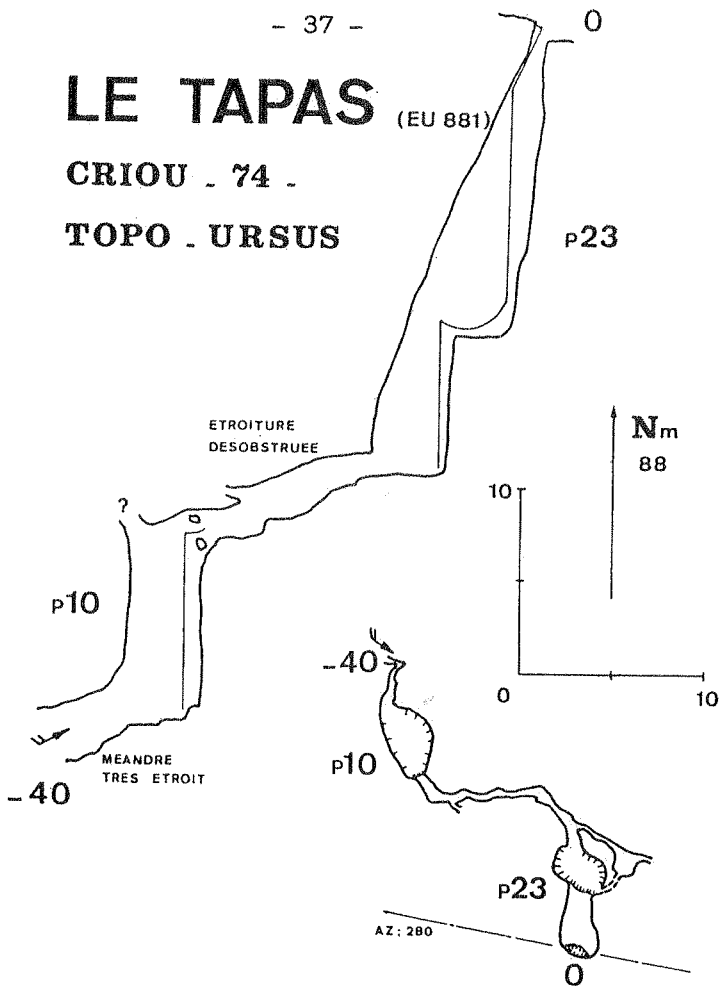 - 37 -
0
LE TAPAS (EU 881)
CRIOU - 74 -
TOPO - URSUS
P23
ETROITURE
DESOBSTRUEE
Nm
88
10
?
P10
-40
0
10
P10
MEANDRE
TRES ETROIT
-40
P23
AZ: 280
0